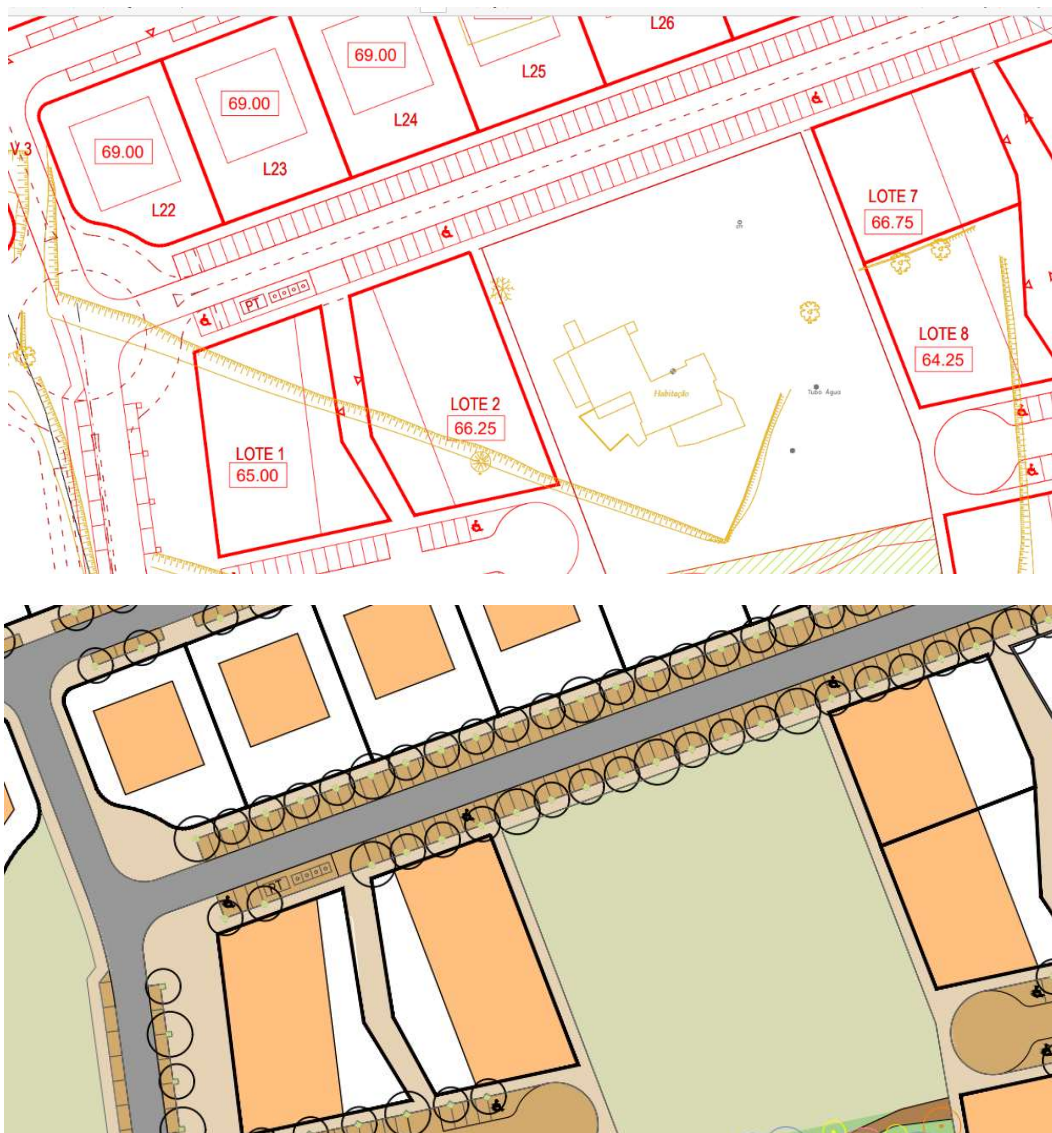 L26
69.00
L25
69.00
L24
69.00
V.3
L23
LOTE 7
66.75
L22
PT
LOTE 8
64.25
Habitação
Tubo Água
LOTE 2
66.25
LOTE 1
65.00
PT